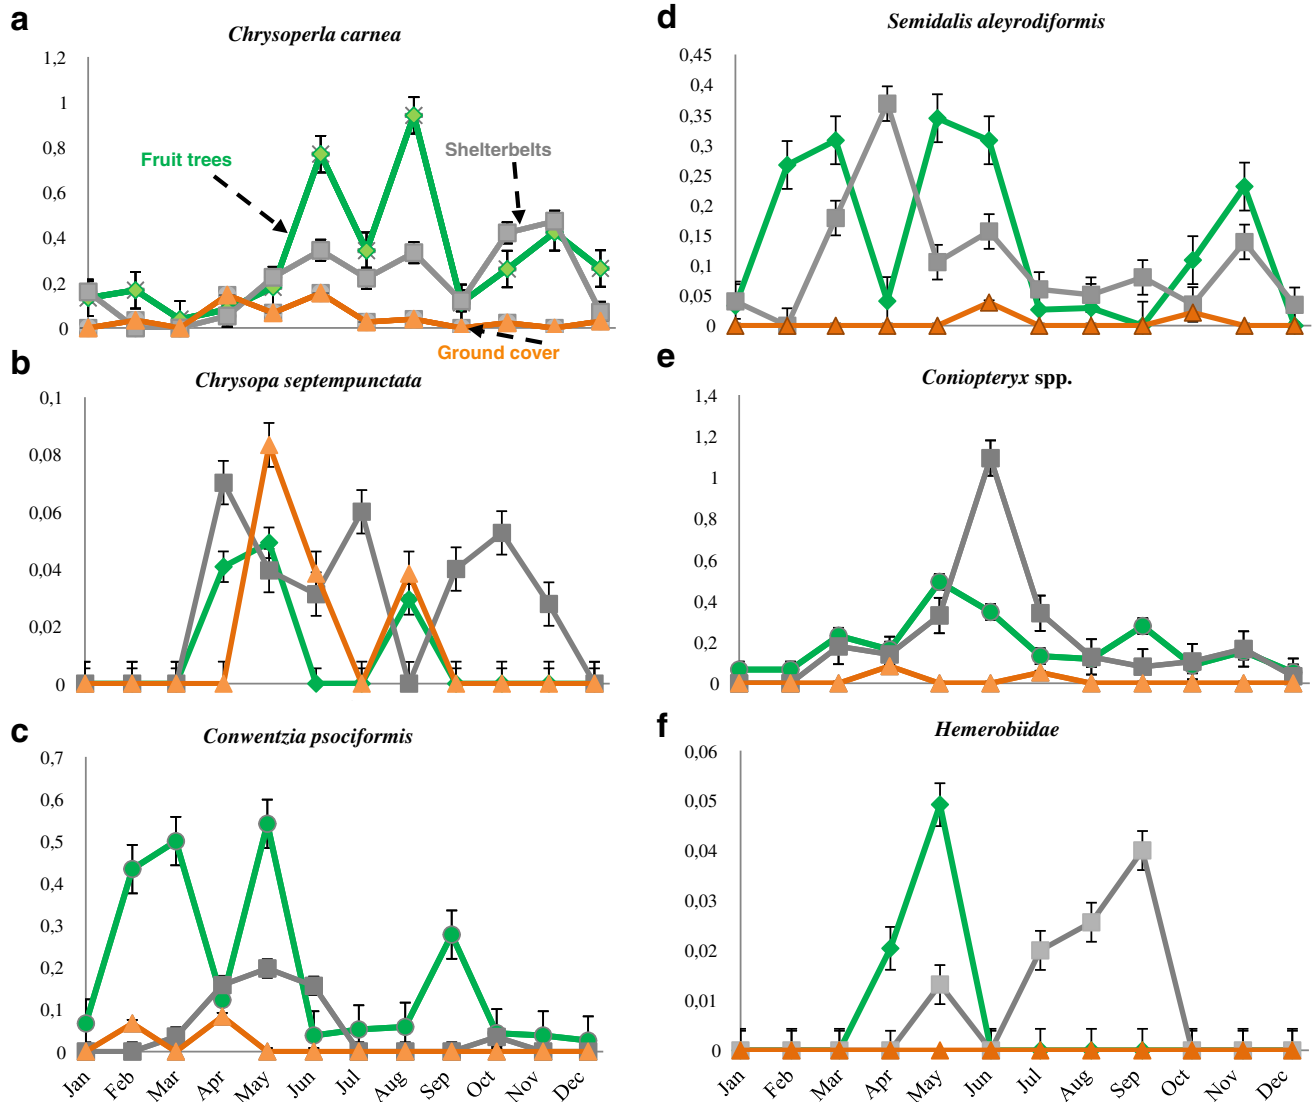 a
Chrysoperla carnea
1,2
1
0,8
0,6
0,4
0,2
0
Fruit trees
Shelterbelts
Ground cover
b
Chrysopa septempunctata
0,1
0,08
0,06
0,04
0,02
0
c
Conwentzia psociformis
0,7
0,6
0,5
0,4
0,3
0,2
0,1
0
Jan Feb Mar Apr May Jun Jul Aug Sep Oct Nov Dec
d
Semidalis aleyrodiformis
0,45
0,4
0,35
0,3
0,25
0,2
0,15
0,1
0,05
0
e
Coniopteryx spp.
1,4
1,2
1
0,8
0,6
0,4
0,2
0
f
Hemerobiidae
0,06
0,05
0,04
0,03
0,02
0,01
0
Jan Feb Mar Apr May Jun Jul Aug Sep Oct Nov Dec